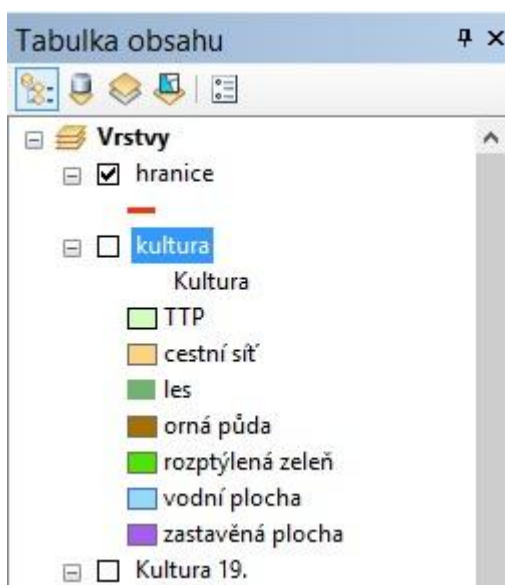 Tabulka obsahu
Vrstvy
hranice
kultura
Kultura
TTP
cestní síť
les
orná půda
rozptýlená zeleň
vodní plocha
zastavěná plocha
Kultura 19.